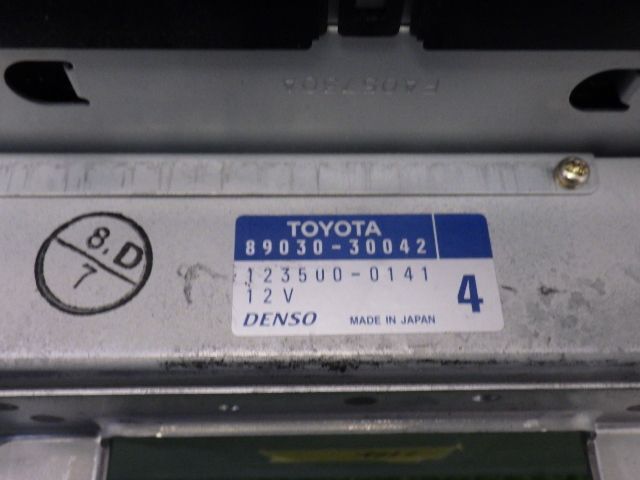 8.D
7
TOYOTA
89030-30042
123500-0141
12V
4
DENSO
MADE IN JAPAN